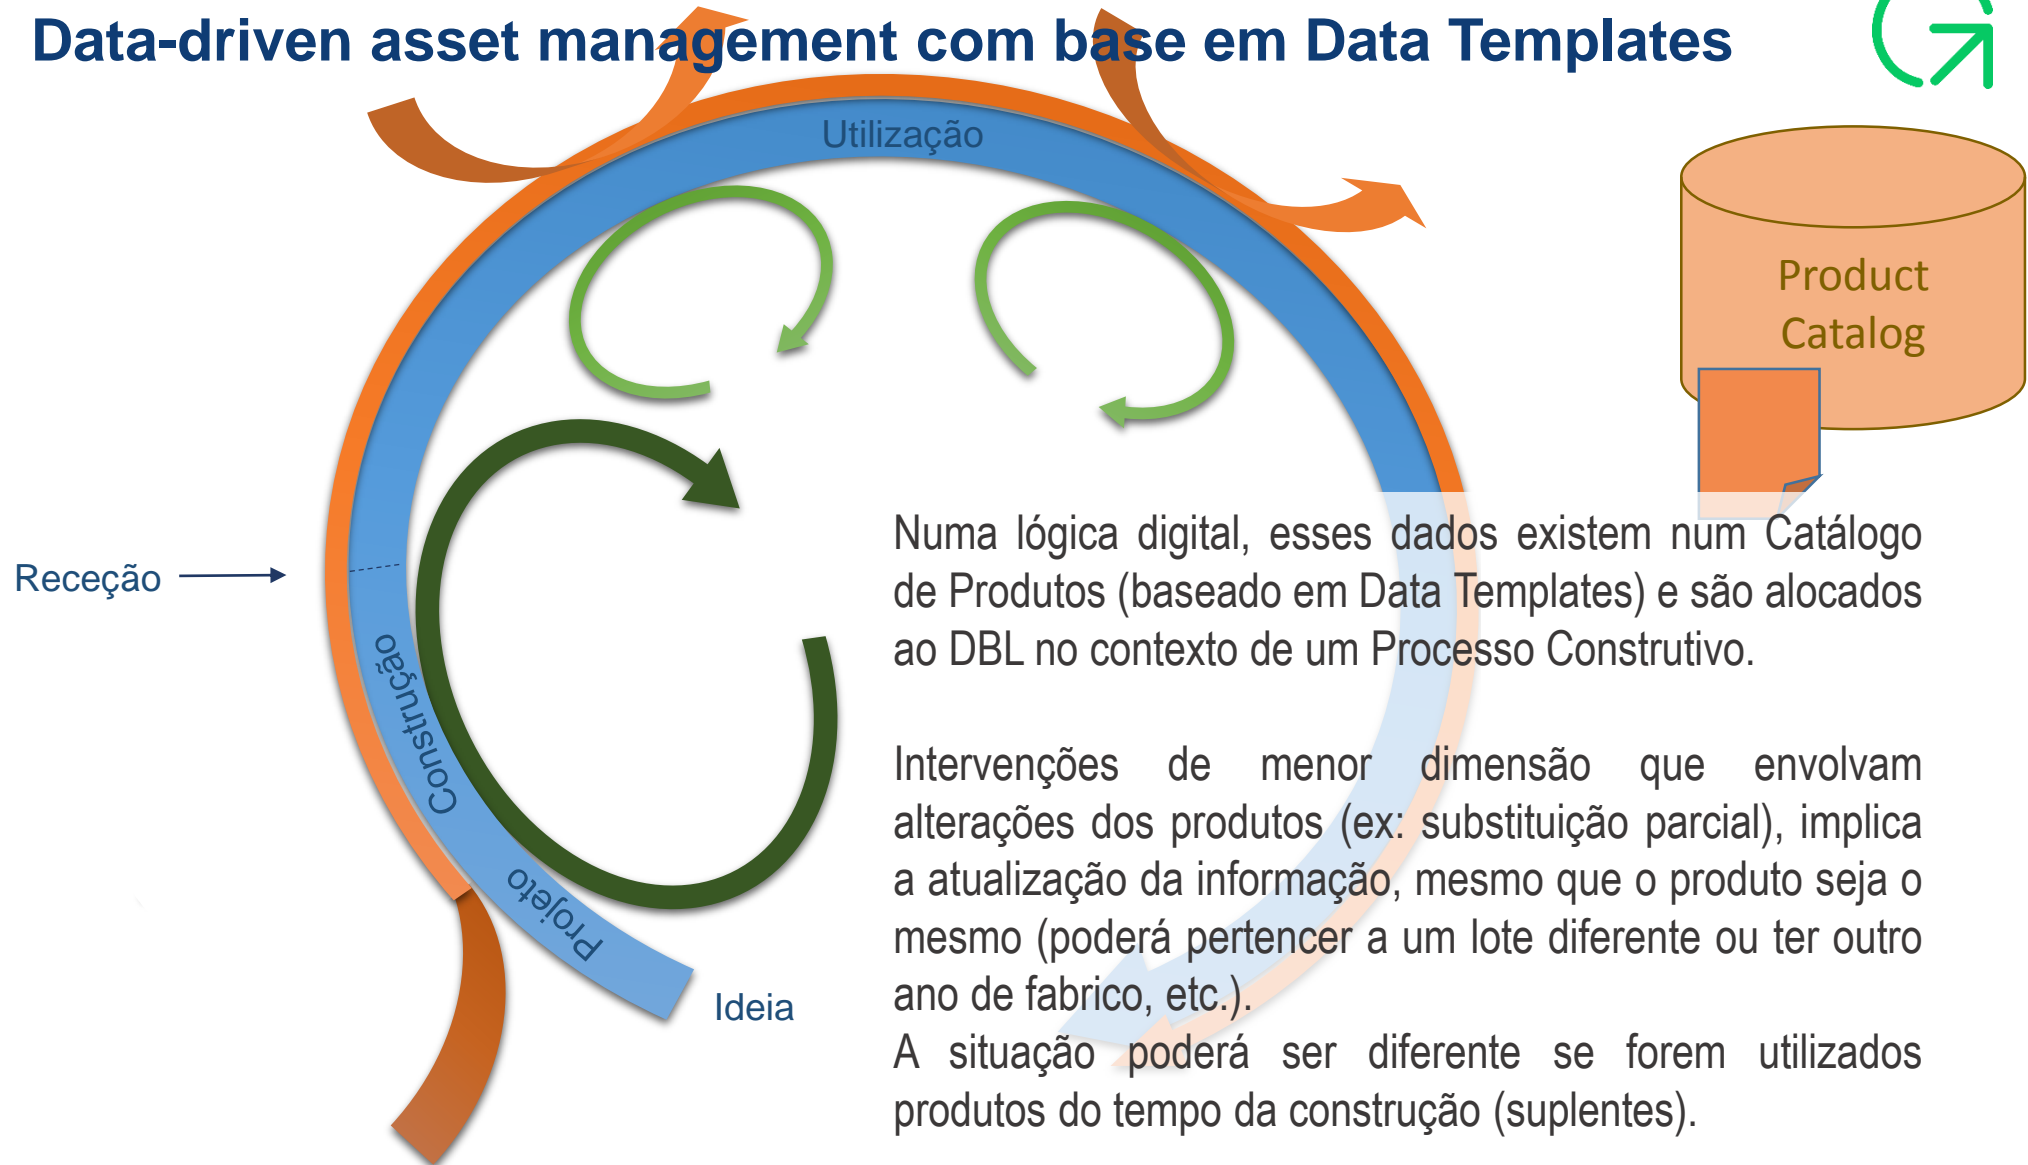 Data-driven asset management com base em Data Templates
Utilização
Product
Catalog
Receção
Construção
Projeto
Ideia
Numa lógica digital, esses dados existem num Catálogo
de Produtos (baseado em Data Templates) e são alocados
ao DBL no contexto de um Processo Construtivo.
Intervenções de menor dimensão que envolvam
alterações dos produtos (ex: substituição parcial), implica
a atualização da informação, mesmo que o produto seja o
mesmo (poderá pertencer a um lote diferente ou ter outro
ano de fabrico, etc.).
A situação poderá ser diferente se forem utilizados
produtos do tempo da construção (suplentes).